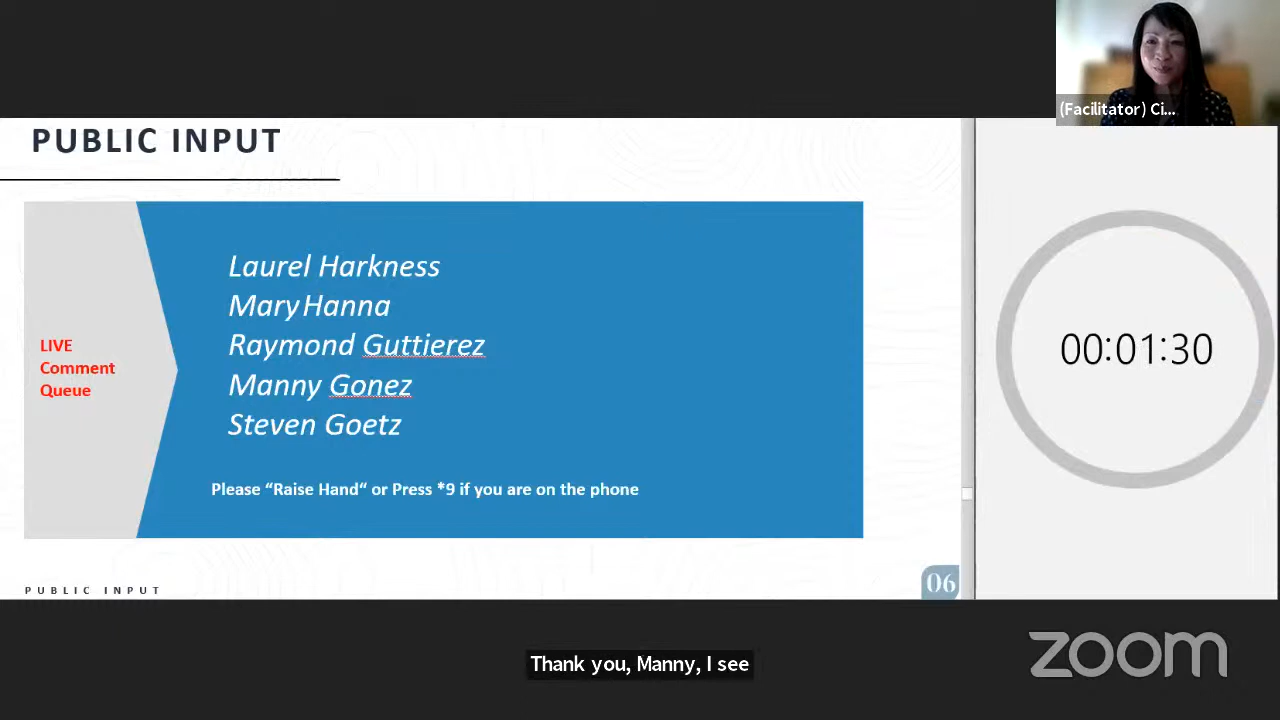 (Facilitator) Ci...
PUBLIC INPUT
LIVE
Comment
Queue
Laurel Harkness
Mary Hanna
Raymond Guttierez
Manny Gonez
Steven Goetz
Please “Raise Hand“ or Press *9 if you are on the phone
00:01:30
PUBLIC INPUT
06
Thank you, Manny, I see
zoom